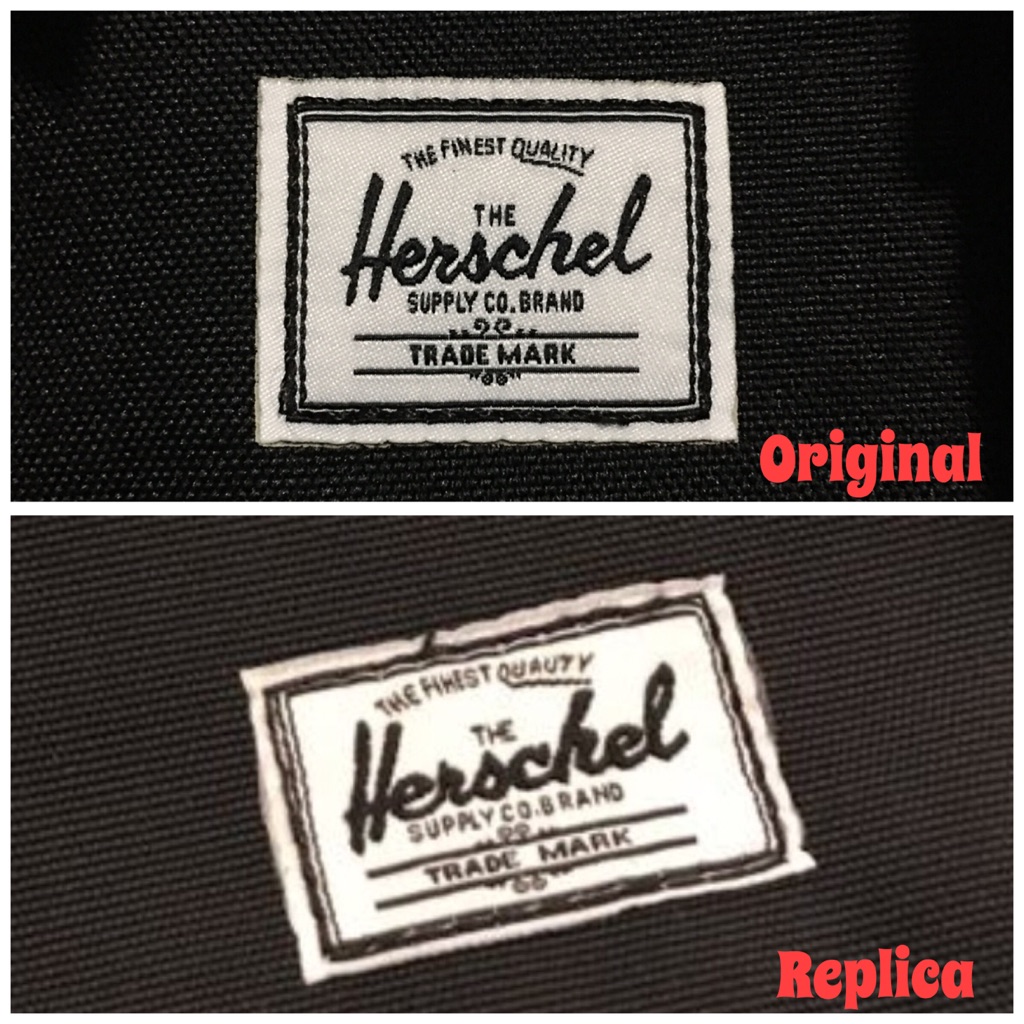 THE FINEST QUALITY
THE
Herschel
SUPPLY CO. BRAND
TRADE MARK
Original
THE FINEST QUAUTY
THE
Herschel
SUPPLY CO. BRAND
TRADE MARK
Replica